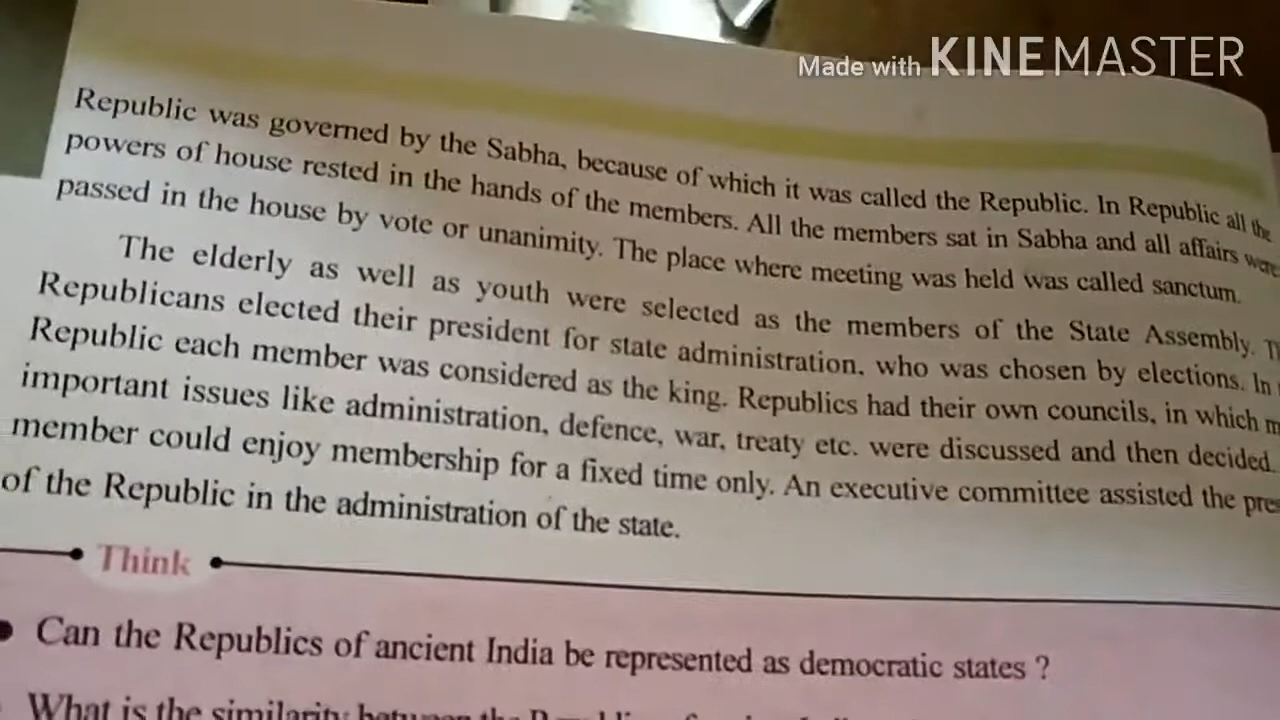 Made with KINEMASTER
Republic was governed by the Sabha, because of which it was called the Republic. In Republic all the
powers of house rested in the hands of the members. All the members sat in Sabha and all affairs were
passed in the house by vote or unanimity. The place where meeting was held was called sanctum.
The elderly as well as youth were selected as the members of the State Assembly.
Republicans elected their president for state administration, who was chosen by elections. In
Republic each member was considered as the king. Republics had their own councils, in which
important issues like administration, defence, war, treaty etc. were discussed and then decided.
member could enjoy membership for a fixed time only. An executive committee assisted the
of the Republic in the administration of the state.
Think
Can the Republics of ancient India be represented as democratic states ?
What is the similarity between the